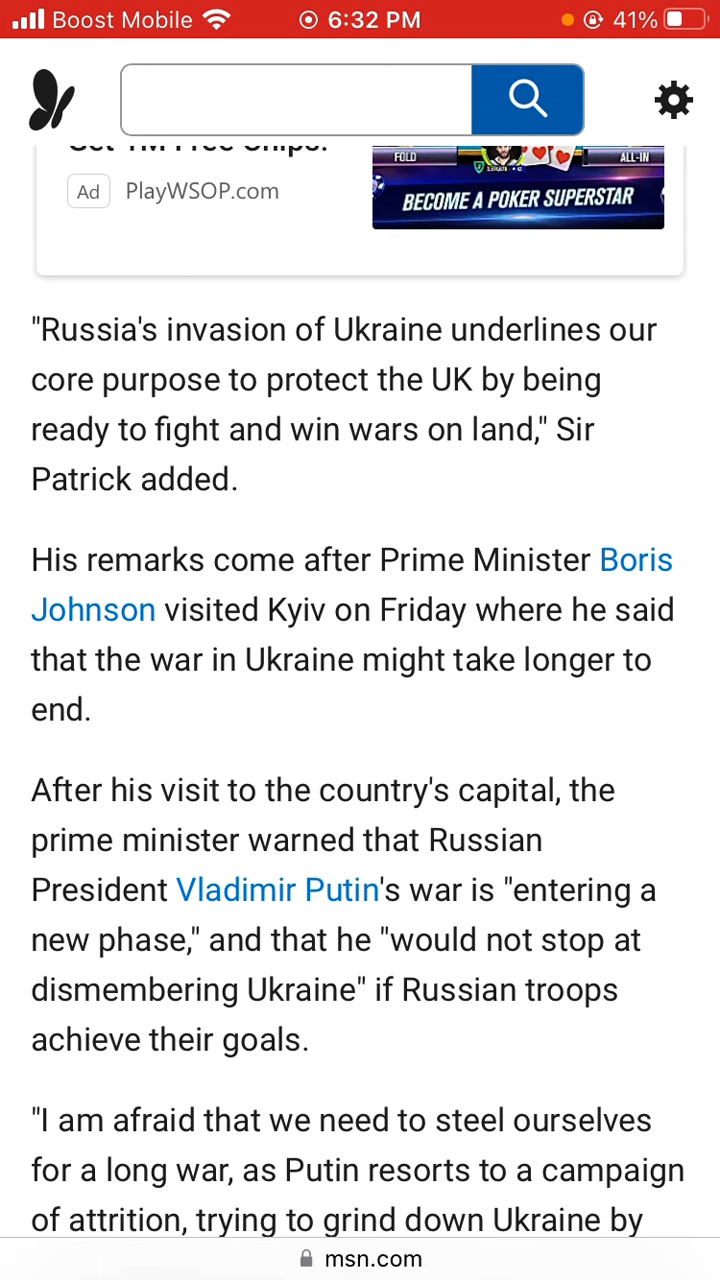 Boost Mobile 6:32 PM 41%
Ad PlayWSOP.com
FOLD
ALL-IN
BECOME A POKER SUPERSTAR
"Russia's invasion of Ukraine underlines our
core purpose to protect the UK by being
ready to fight and win wars on land," Sir
Patrick added.
His remarks come after Prime Minister Boris
Johnson visited Kyiv on Friday where he said
that the war in Ukraine might take longer to
end.
After his visit to the country's capital, the
prime minister warned that Russian
President Vladimir Putin's war is "entering a
new phase," and that he "would not stop at
dismembering Ukraine" if Russian troops
achieve their goals.
"I am afraid that we need to steel ourselves
for a long war, as Putin resorts to a campaign
of attrition, trying to grind down Ukraine by
msn.com